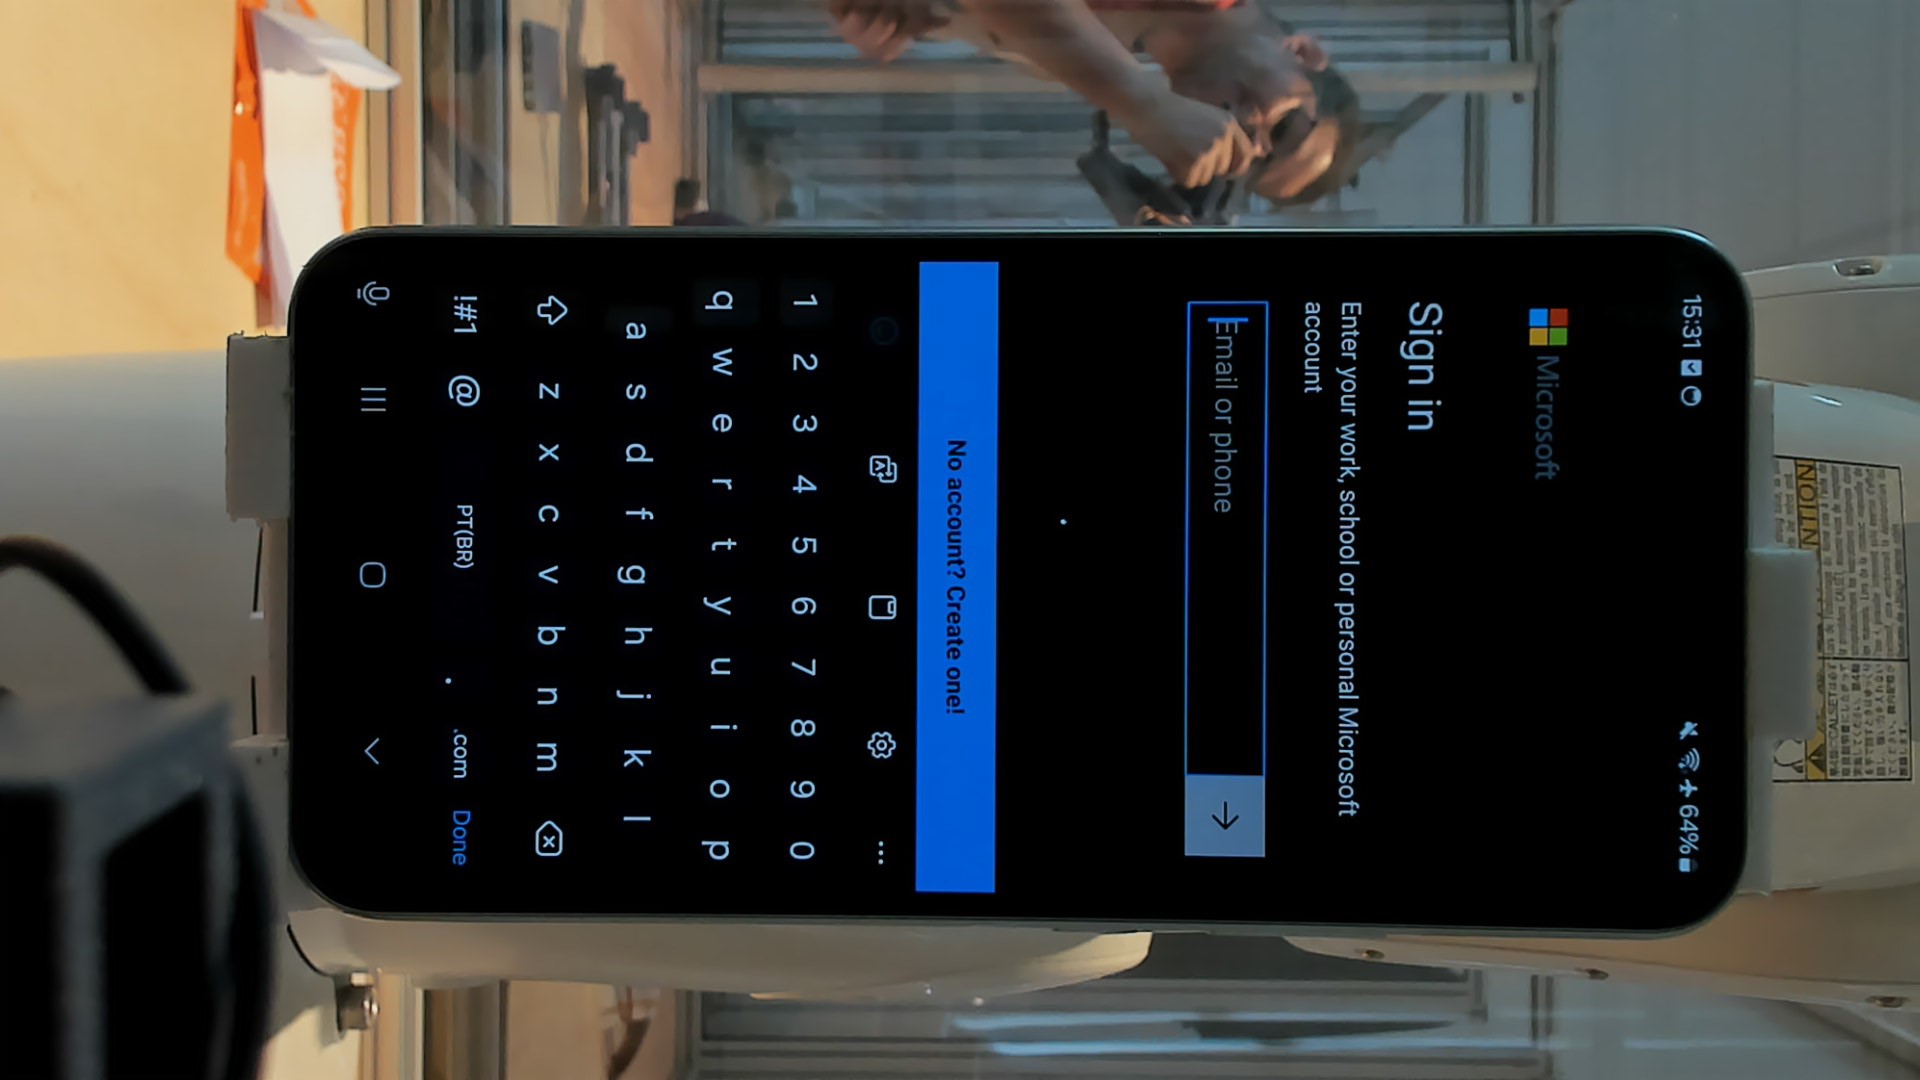 15:31
64%
Microsoft
Sign in
Enter your work, school or personal Microsoft
account
Email or phone
No account? Create one!
1 2 3 4 5 6 7 8 9 0
q w e r t y u i o p
a s d f g h j k l
z x c v b n m
!#1 @ PT(BR) . .com Done